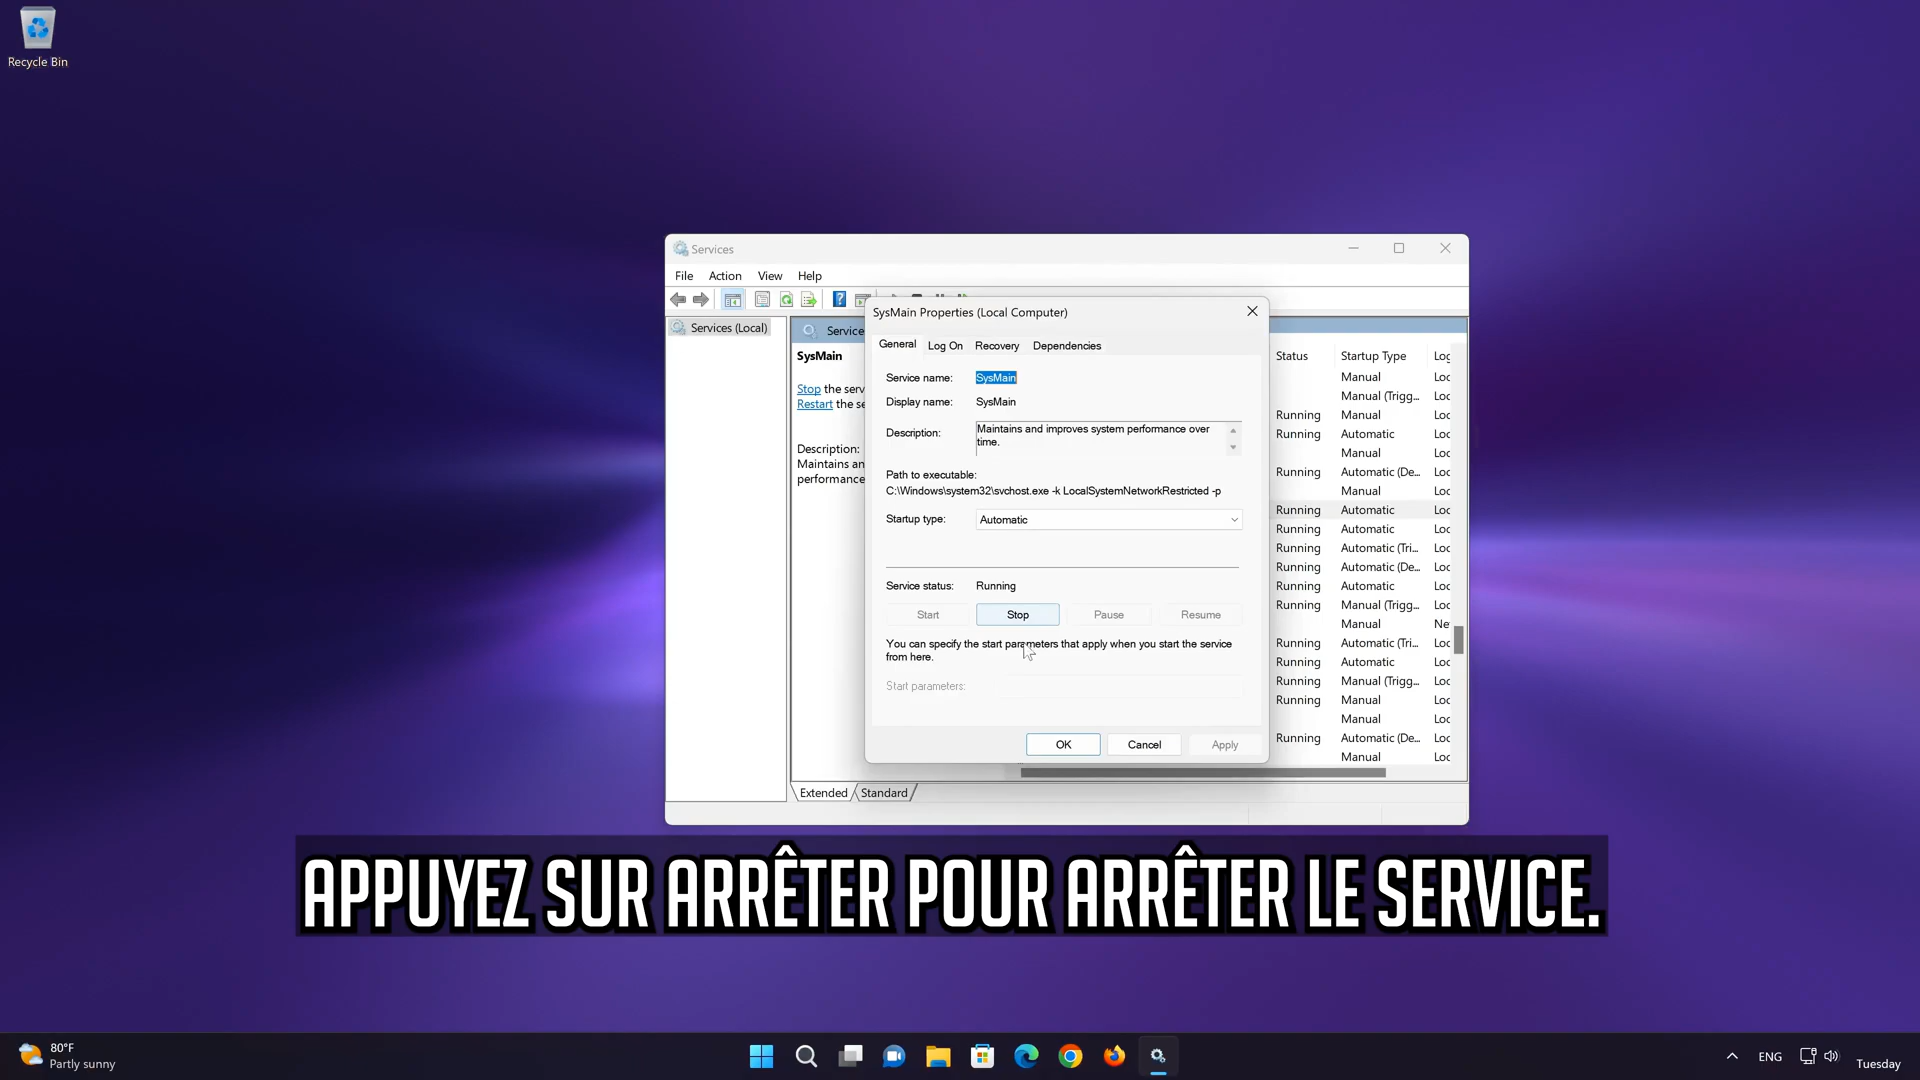 Recycle Bin
Services
File Action View Help
Services (Local)
Service
SysMain
Stop the serv
Restart the se
Description:
Maintains an
performance
SysMain Properties (Local Computer)
General Log On Recovery Dependencies
Service name: SysMain
Display name: SysMain
Description: Maintains and improves system performance over
time.
Path to executable:
C:\Windows\system32\svchost.exe -k LocalSystemNetworkRestricted -p
Startup type: Automatic
Service status: Running
Start Stop Pause Resume
You can specify the start parameters that apply when you start the service
from here.
Start parameters:
OK Cancel Apply
Status Startup Type Log
Manual Loc
Manual (Trigg... Loc
Running Manual Loc
Running Automatic Loc
Manual Loc
Running Automatic (De... Loc
Manual Loc
Running Automatic Loc
Running Automatic Loc
Running Automatic (Tri... Loc
Running Automatic (De... Loc
Running Automatic Loc
Running Manual (Trigg... Loc
Manual Ne
Running Automatic (Tri... Loc
Running Automatic Loc
Running Manual (Trigg... Loc
Running Manual Loc
Manual Loc
Running Automatic (De... Loc
Manual Loc
Extended Standard
APPUYEZ SUR ARRÊTER POUR ARRÊTER LE SERVICE.
80°F
Partly sunny
ENG
Tuesday